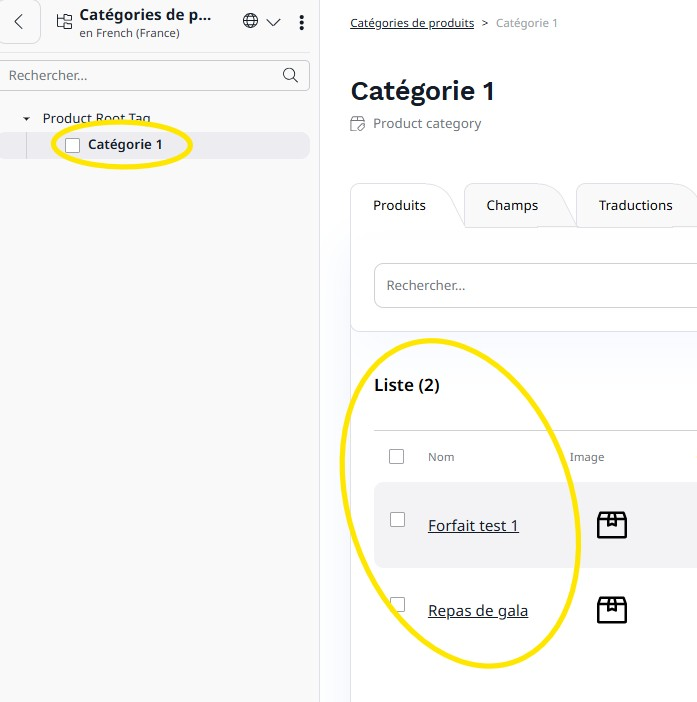 Catégories de p...
en French (France)
Rechercher...
Product Root Tag
Catégorie 1
Catégories de produits > Catégorie 1
Catégorie 1
Product category
Produits
Champs
Traductions
Rechercher...
Liste (2)
Nom
Image
Forfait test 1
Repas de gala